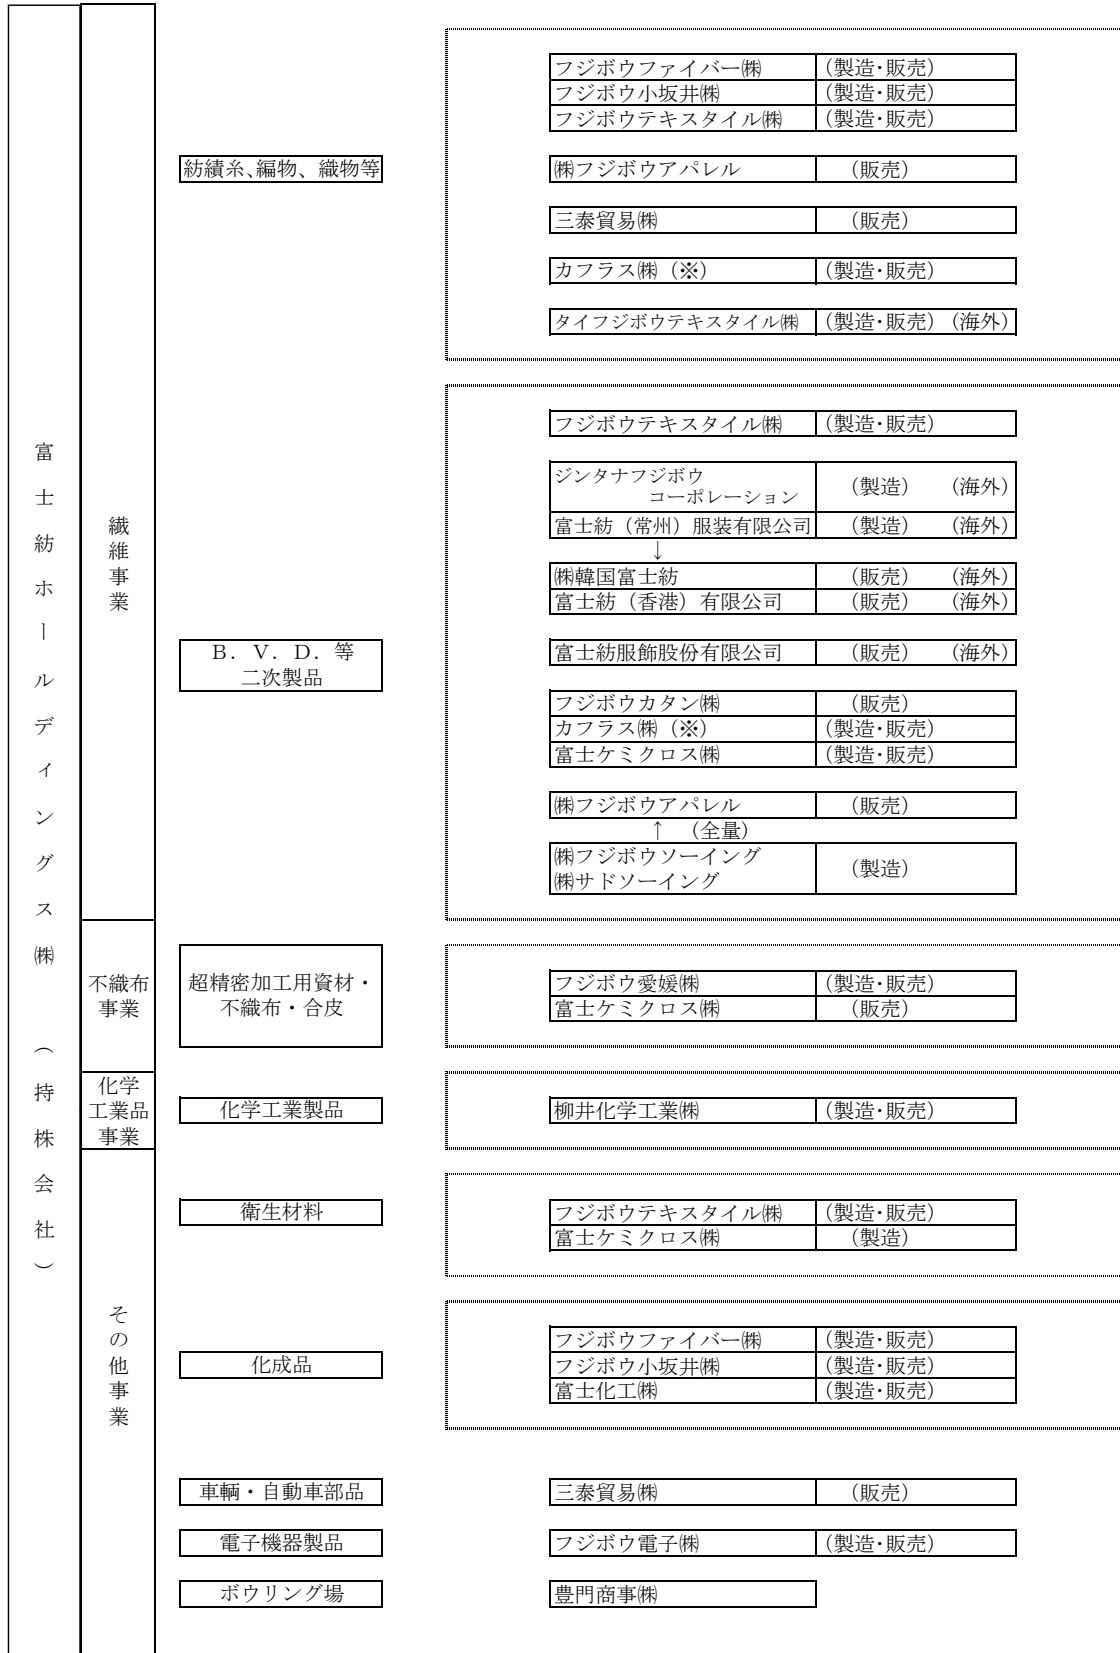 富士紡ホールディングス㈱（持株会社）
繊維事業
紡績糸、編物、織物等
フジボウファイバー㈱ （製造・販売）
フジボウ小坂井㈱ （製造・販売）
フジボウテキスタイル㈱ （製造・販売）
㈱フジボウアパレル （販売）
三泰貿易㈱ （販売）
カフラス㈱（※） （製造・販売）
タイフジボウテキスタイル㈱ （製造・販売）（海外）
B．V．D．等
二次製品
フジボウテキスタイル㈱ （製造・販売）
ジンタナフジボウ
コーポレーション （製造） （海外）
富士紡（常州）服装有限公司 （製造） （海外）
↓
㈱韓国富士紡 （販売） （海外）
富士紡（香港）有限公司 （販売） （海外）
富士紡服飾股份有限公司 （販売） （海外）
フジボウカタン㈱ （販売）
カフラス㈱（※） （製造・販売）
富士ケミクロス㈱ （製造・販売）
㈱フジボウアパレル （販売）
↑ （全量）
㈱フジボウソーイング
㈱サドソーイング （製造）
不織布
事業
超精密加工用資材・
不織布・合皮
フジボウ愛媛㈱ （製造・販売）
富士ケミクロス㈱ （販売）
化学
工業品
事業
化学工業製品
柳井化学工業㈱ （製造・販売）
その他事業
衛生材料
フジボウテキスタイル㈱ （製造・販売）
富士ケミクロス㈱ （製造）
化成品
フジボウファイバー㈱ （製造・販売）
フジボウ小坂井㈱ （製造・販売）
富士化工㈱ （製造・販売）
車輌・自動車部品
三泰貿易㈱ （販売）
電子機器製品
フジボウ電子㈱ （製造・販売）
ボウリング場
豊門商事㈱